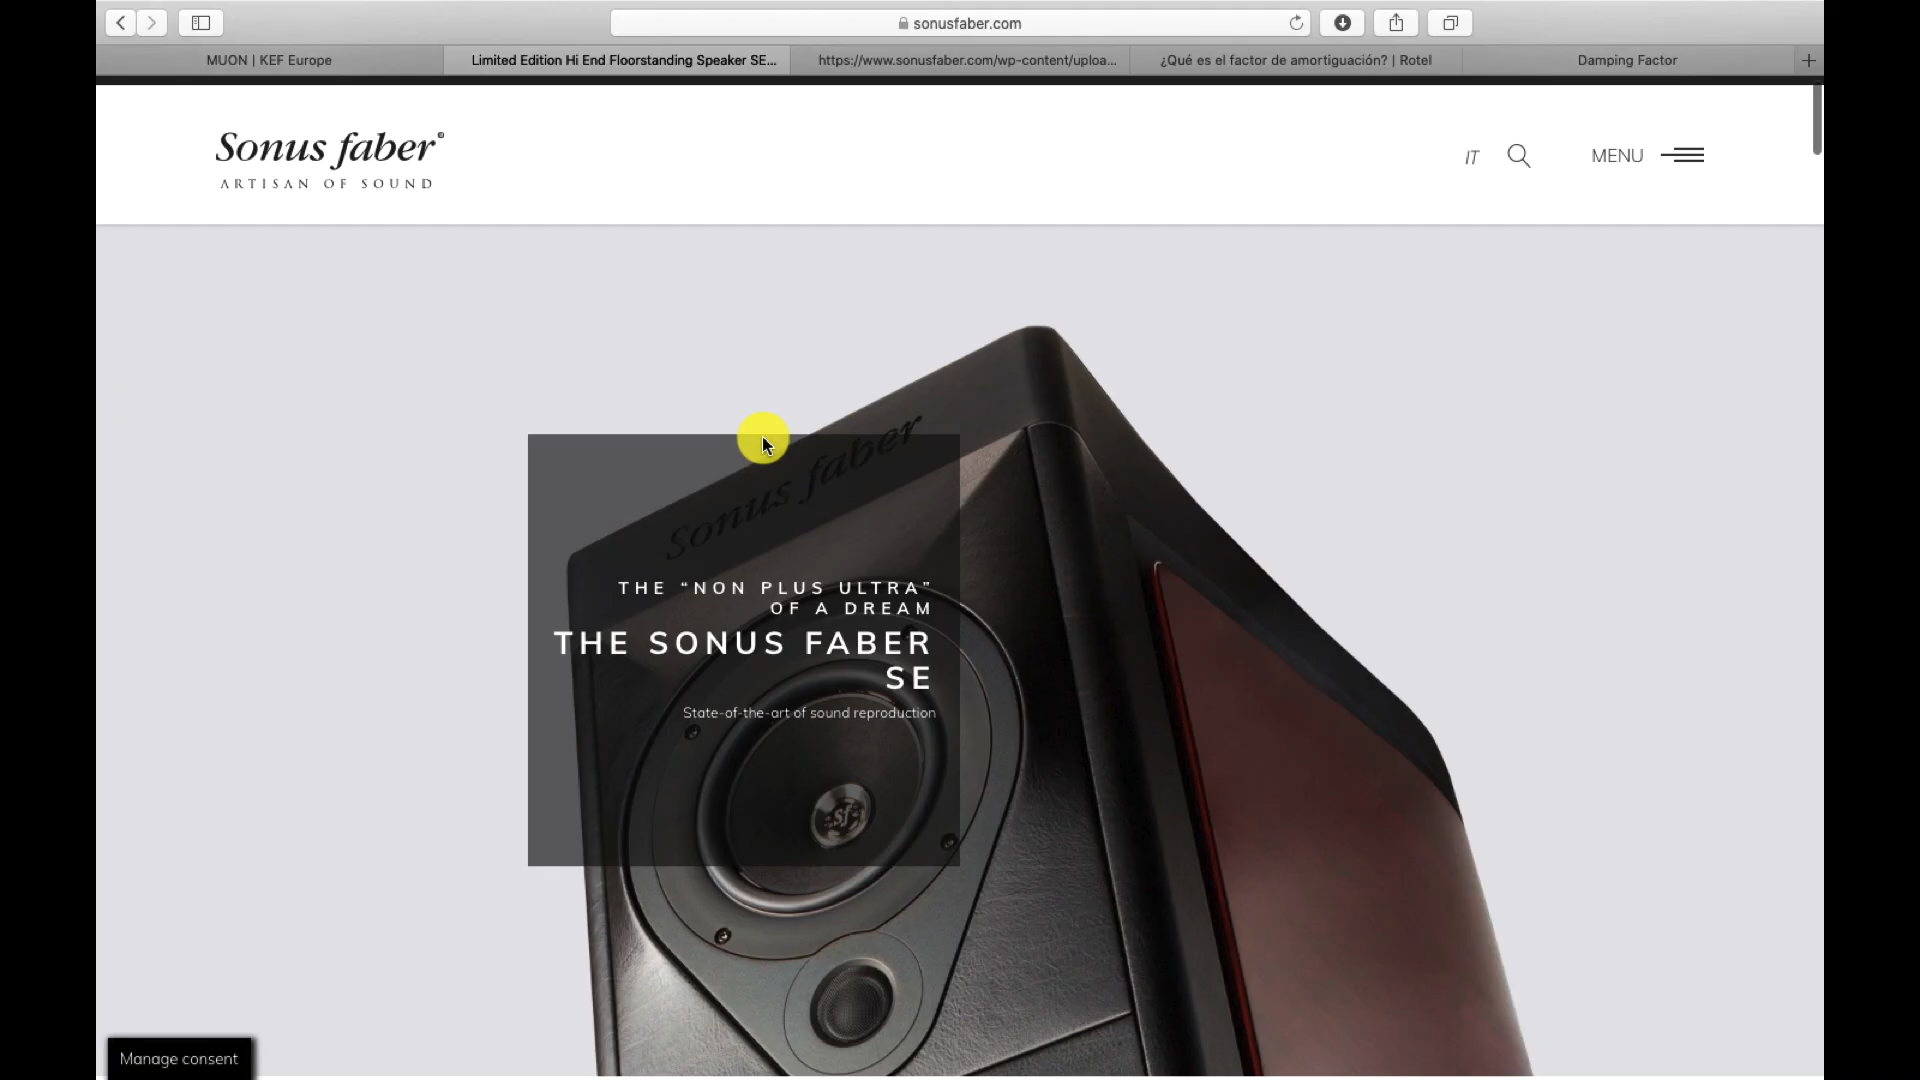 sonusfaber.com
MUON | KEF Europe
Limited Edition Hi End Floorstanding Speaker SE...
https://www.sonusfaber.com/wp-content/uploa...
¿Qué es el factor de amortiguación? | Rotel
Damping Factor
Sonus faber®
ARTISAN OF SOUND
IT
MENU
Sonus faber
THE “NON PLUS ULTRA”
OF A DREAM
THE SONUS FABER
SE
State-of-the-art of sound reproduction
sf
Manage consent